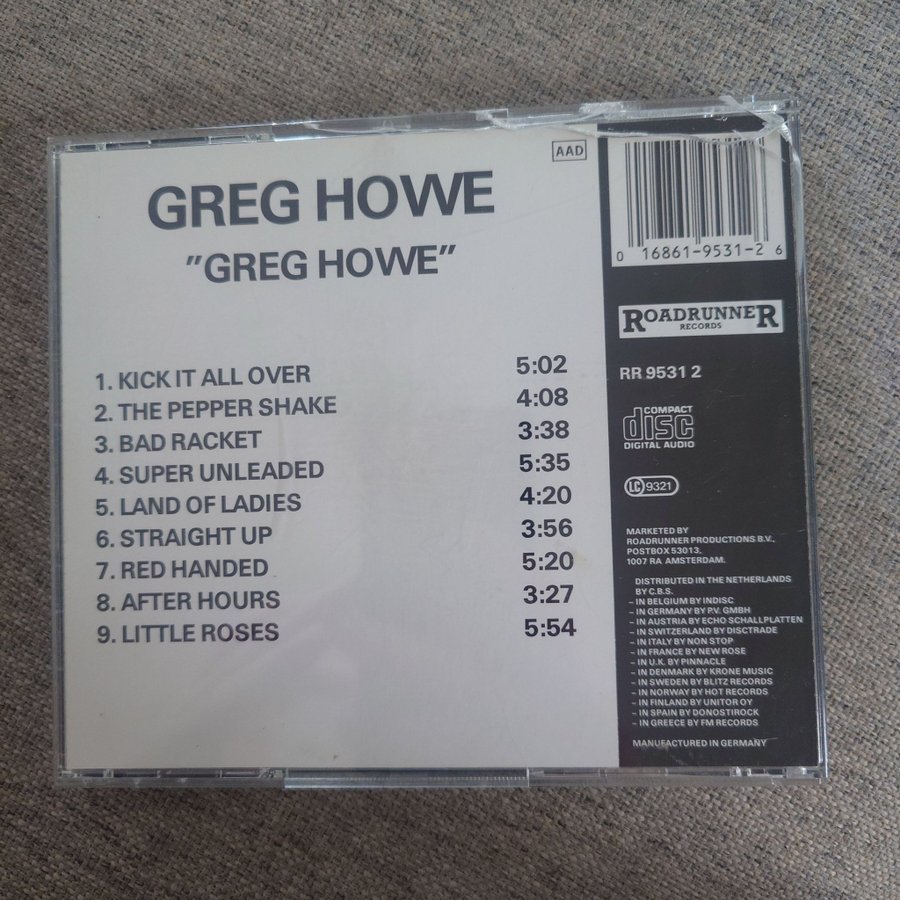 AAD
GREG HOWE
"GREG HOWE"
1. KICK IT ALL OVER 5:02
2. THE PEPPER SHAKE 4:08
3. BAD RACKET 3:38
4. SUPER UNLEADED 5:35
5. LAND OF LADIES 4:20
6. STRAIGHT UP 3:56
7. RED HANDED 5:20
8. AFTER HOURS 3:27
9. LITTLE ROSES 5:54
0 16861-9531-2 6
ROADRUNNER
RECORDS
RR 9531 2
COMPACT
disc
DIGITAL AUDIO
LC 9321
MARKETED BY
ROADRUNNER PRODUCTIONS B.V.,
POSTBOX 53013.
1007 RA AMSTERDAM.
DISTRIBUTED IN THE NETHERLANDS
BY C.B.S.
– IN BELGIUM BY INDISC
– IN GERMANY BY P.V. GMBH
– IN AUSTRIA BY ECHO SCHALLPLATTEN
– IN SWITZERLAND BY DISCTRADE
– IN ITALY BY NON STOP
– IN FRANCE BY NEW ROSE
– IN U.K. BY PINNACLE
– IN DENMARK BY KRONE MUSIC
– IN SWEDEN BY BLITZ RECORDS
– IN NORWAY BY HOT RECORDS
– IN FINLAND BY UNITOR OY
– IN SPAIN BY DONOSTIROCK
– IN GREECE BY FM RECORDS
MANUFACTURED IN GERMANY